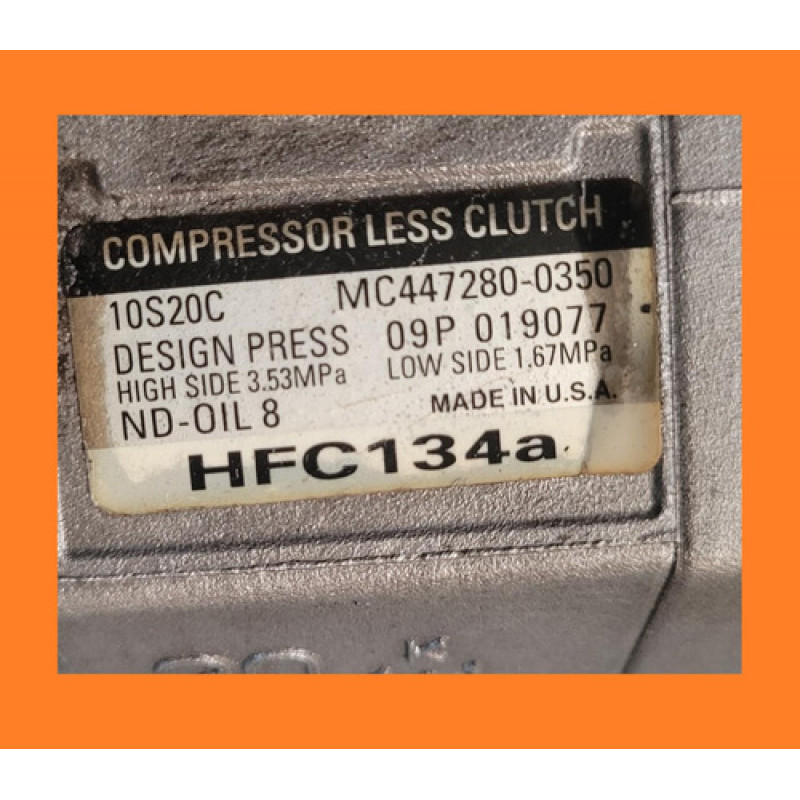 COMPRESSOR LESS CLUTCH
10S20C MC447280-0350
DESIGN PRESS 09P 019077
HIGH SIDE 3.53MPa LOW SIDE 1.67MPa
ND-OIL 8 MADE IN U.S.A.
HFC134a